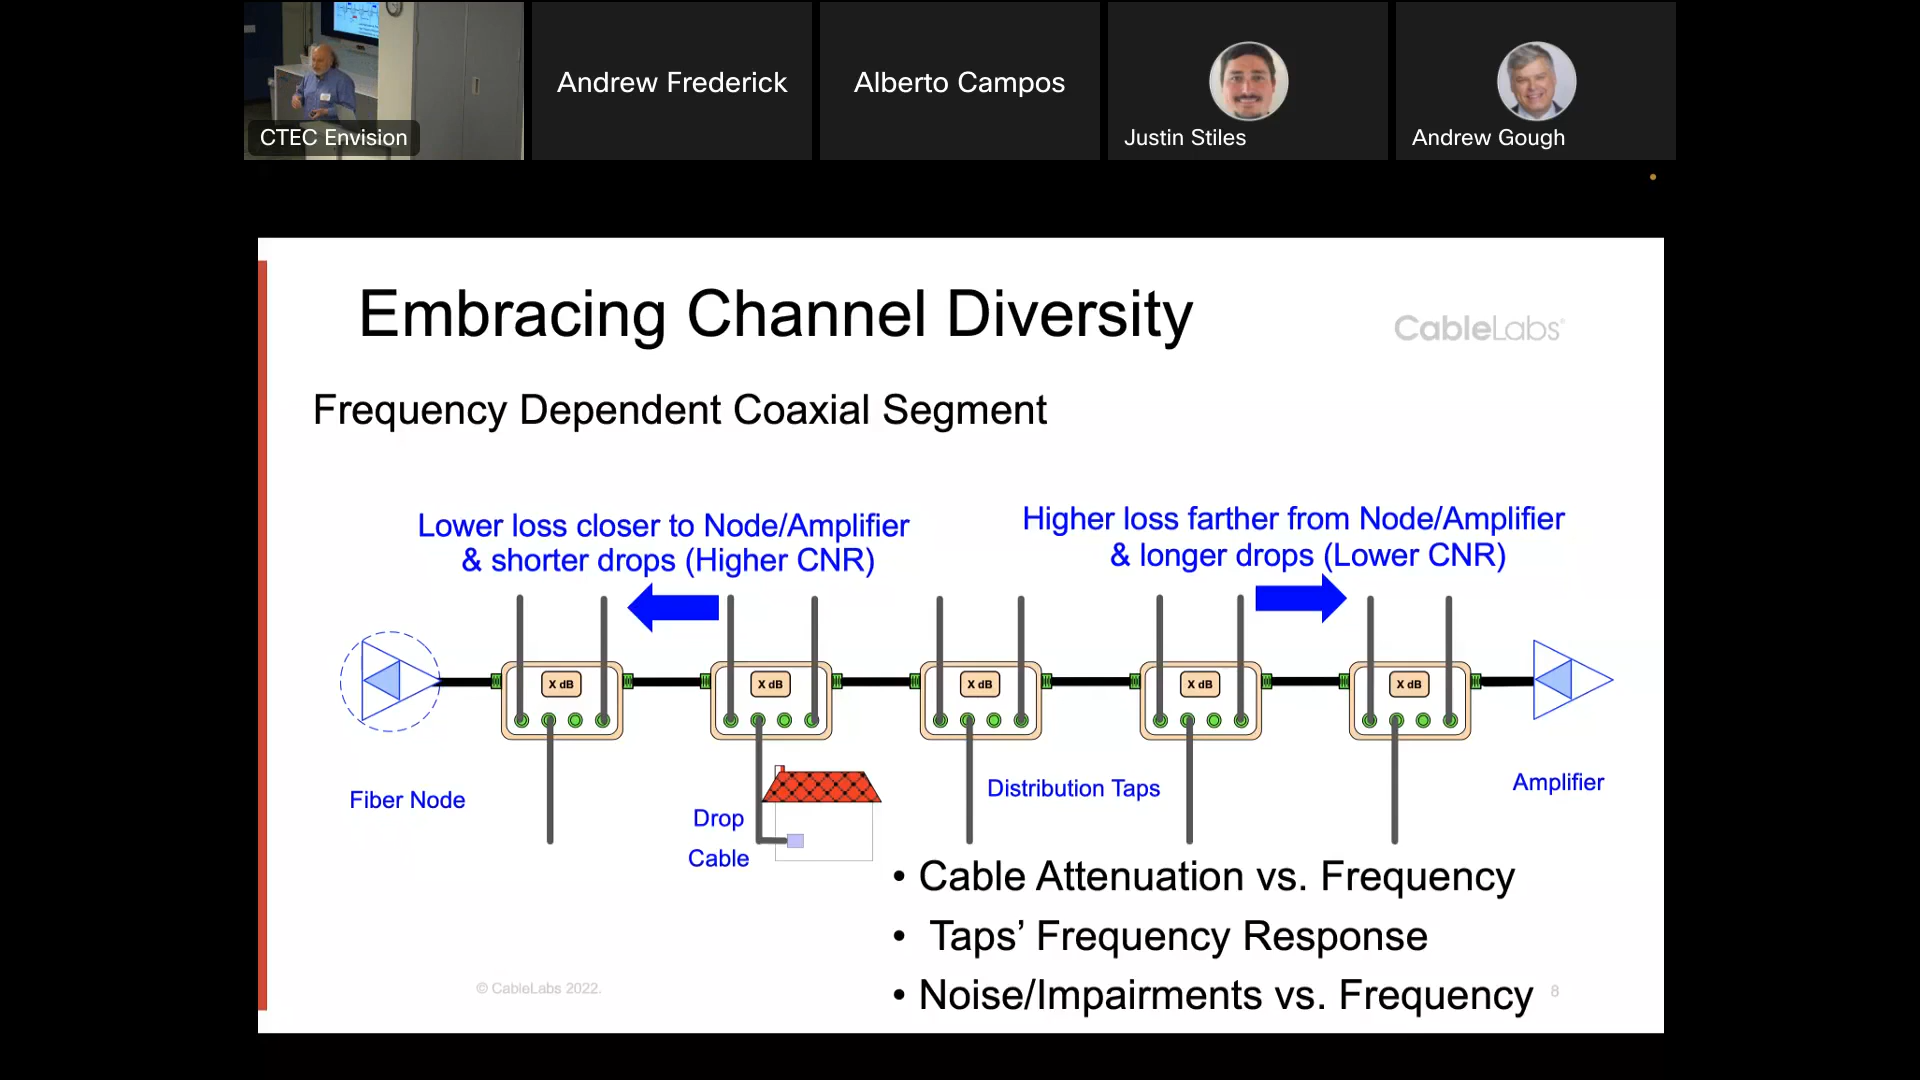 CTEC Envision
Andrew Frederick
Alberto Campos
Justin Stiles
Andrew Gough
Embracing Channel Diversity
CableLabs®
Frequency Dependent Coaxial Segment
Lower loss closer to Node/Amplifier
& shorter drops (Higher CNR)
Higher loss farther from Node/Amplifier
& longer drops (Lower CNR)
X dB
X dB
X dB
X dB
X dB
Fiber Node
Drop
Cable
Distribution Taps
Amplifier
• Cable Attenuation vs. Frequency
• Taps’ Frequency Response
• Noise/Impairments vs. Frequency
© CableLabs 2022.
8